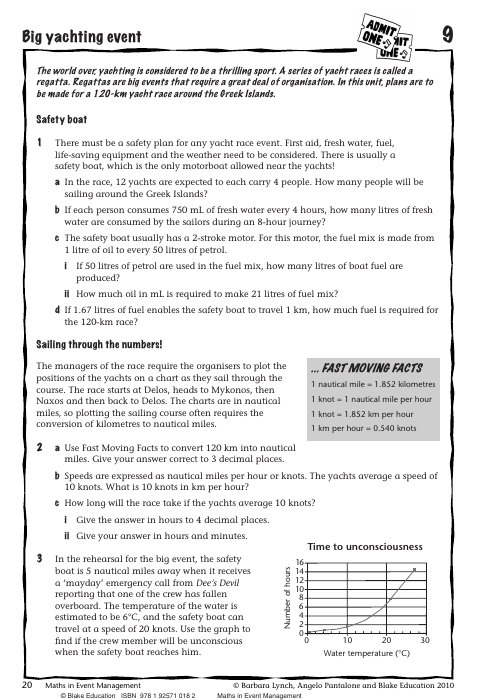 Big yachting event
ADMIT
ONE
9
The world over, yachting is considered to be a thrilling sport. A series of yacht races is called a
regatta. Regattas are big events that require a great deal of organisation. In this unit, plans are to
be made for a 120-km yacht race around the Greek Islands.
Safety boat
1 There must be a safety plan for any yacht race event. First aid, fresh water, fuel,
life-saving equipment and the weather need to be considered. There is usually a
safety boat, which is the only motorboat allowed near the yachts!
a In the race, 12 yachts are expected to each carry 4 people. How many people will be
sailing around the Greek Islands?
b If each person consumes 750 mL of fresh water every 4 hours, how many litres of fresh
water are consumed by the sailors during an 8-hour journey?
c The safety boat usually has a 2-stroke motor. For this motor, the fuel mix is made from
1 litre of oil to every 50 litres of petrol.
i If 50 litres of petrol are used in the fuel mix, how many litres of boat fuel are
produced?
ii How much oil in mL is required to make 21 litres of fuel mix?
d If 1.67 litres of fuel enables the safety boat to travel 1 km, how much fuel is required for
the 120-km race?
Sailing through the numbers!
The managers of the race require the organisers to plot the
positions of the yachts on a chart as they sail through the
course. The race starts at Delos, heads to Mykonos, then
Naxos and then back to Delos. The charts are in nautical
miles, so plotting the sailing course often requires the
conversion of kilometres to nautical miles.
... FAST MOVING FACTS
1 nautical mile = 1.852 kilometres
1 knot = 1 nautical mile per hour
1 knot = 1.852 km per hour
1 km per hour = 0.540 knots
2 a Use Fast Moving Facts to convert 120 km into nautical
miles. Give your answer correct to 3 decimal places.
b Speeds are expressed as nautical miles per hour or knots. The yachts average a speed of
10 knots. What is 10 knots in km per hour?
c How long will the race take if the yachts average 10 knots?
i Give the answer in hours to 4 decimal places.
ii Give your answer in hours and minutes.
3 In the rehearsal for the big event, the safety
boat is 5 nautical miles away when it receives
a 'mayday' emergency call from Dee's Devil
reporting that one of the crew has fallen
overboard. The temperature of the water is
estimated to be 6°C, and the safety boat can
travel at a speed of 20 knots. Use the graph to
find if the crew member will be unconscious
when the safety boat reaches him.
Time to unconsciousness
Number of hours
16
14
12
10
8
6
4
2
0
0 10 20 30
Water temperature (°C)
20 Maths in Event Management © Barbara Lynch, Angelo Pantalone and Blake Education 2010
© Blake Education ISBN 978 1 92571 018 2 Maths in Event Management